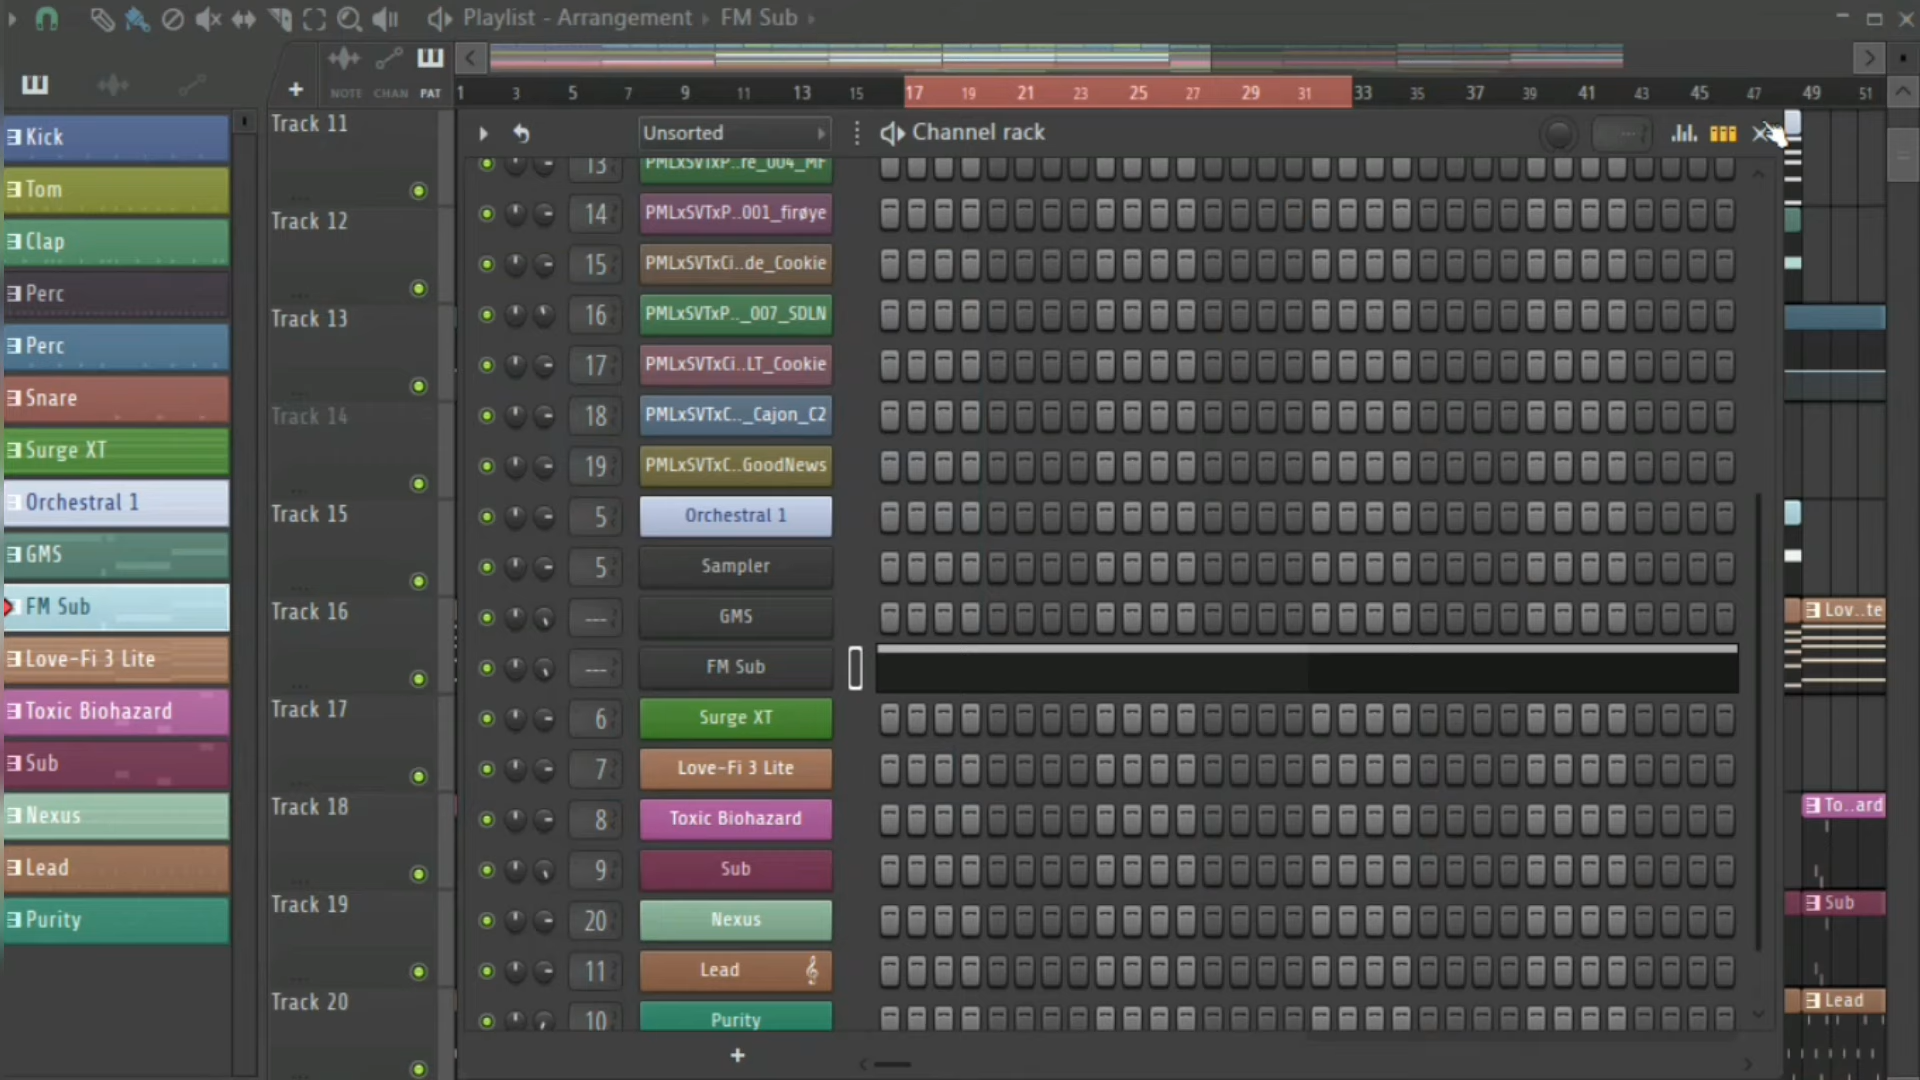 Playlist - Arrangement › FM Sub ›
NOTE CHAN PAT
1 3 5 7 9 11 13 15 17 19 21 23 25 27 29 31 33 35 37 39 41 43 45 47 49 51
Kick
Tom
Clap
Perc
Perc
Snare
Surge XT
Orchestral 1
GMS
FM Sub
Love-Fi 3 Lite
Toxic Biohazard
Sub
Nexus
Lead
Purity
Track 11
Track 12
Track 13
Track 14
Track 15
Track 16
Track 17
Track 18
Track 19
Track 20
Unsorted
Channel rack
13 PMLxSVTxP..re_004_MF
14 PMLxSVTxP..001_firøye
15 PMLxSVTxCi..de_Cookie
16 PMLxSVTxP.._007_SDLN
17 PMLxSVTxCi..LT_Cookie
18 PMLxSVTxC.._Cajon_C2
19 PMLxSVTxC..GoodNews
5 Orchestral 1
5 Sampler
--- GMS
--- FM Sub
6 Surge XT
7 Love-Fi 3 Lite
8 Toxic Biohazard
9 Sub
20 Nexus
11 Lead
10 Purity
+
Lov..te
To..ard
Sub
Lead